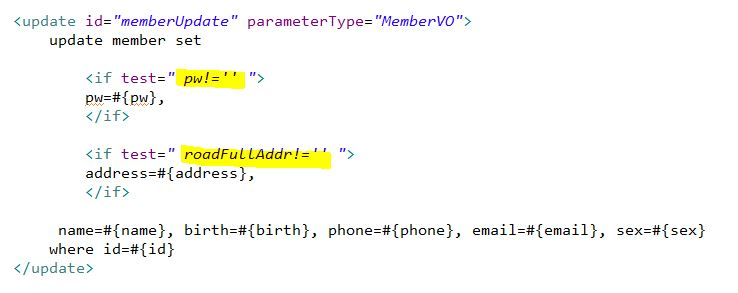 <update id="memberUpdate" parameterType="MemberVO">
update member set
<if test=" pw!='' ">
pw=#{pw},
</if>
<if test=" roadFullAddr!='' ">
address=#{address},
</if>
name=#{name}, birth=#{birth}, phone=#{phone}, email=#{email}, sex=#{sex}
where id=#{id}
</update>